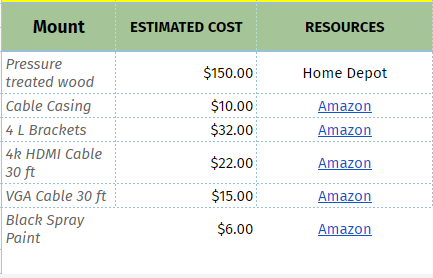 Mount ESTIMATED COST RESOURCES
Pressure
treated wood $150.00 Home Depot
Cable Casing $10.00 Amazon
4 L Brackets $32.00 Amazon
4k HDMI Cable
30 ft $22.00 Amazon
VGA Cable 30 ft $15.00 Amazon
Black Spray
Paint $6.00 Amazon